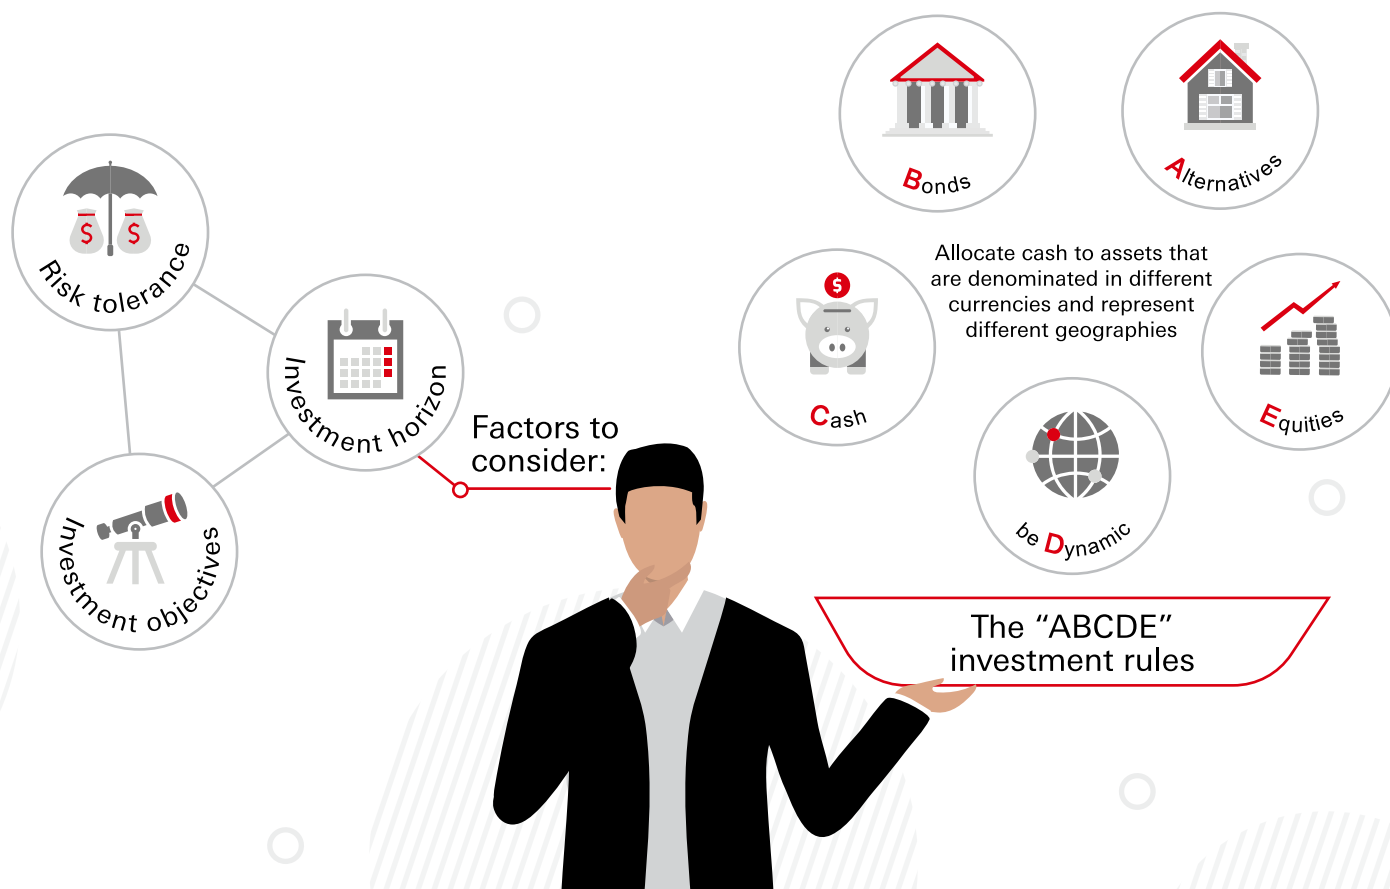 Risk tolerance
Investment horizon
Investment objectives
Factors to
consider:
Bonds
Alternatives
Cash
Allocate cash to assets that
are denominated in different
currencies and represent
different geographies
Equities
be Dynamic
The “ABCDE”
investment rules
$ $
$